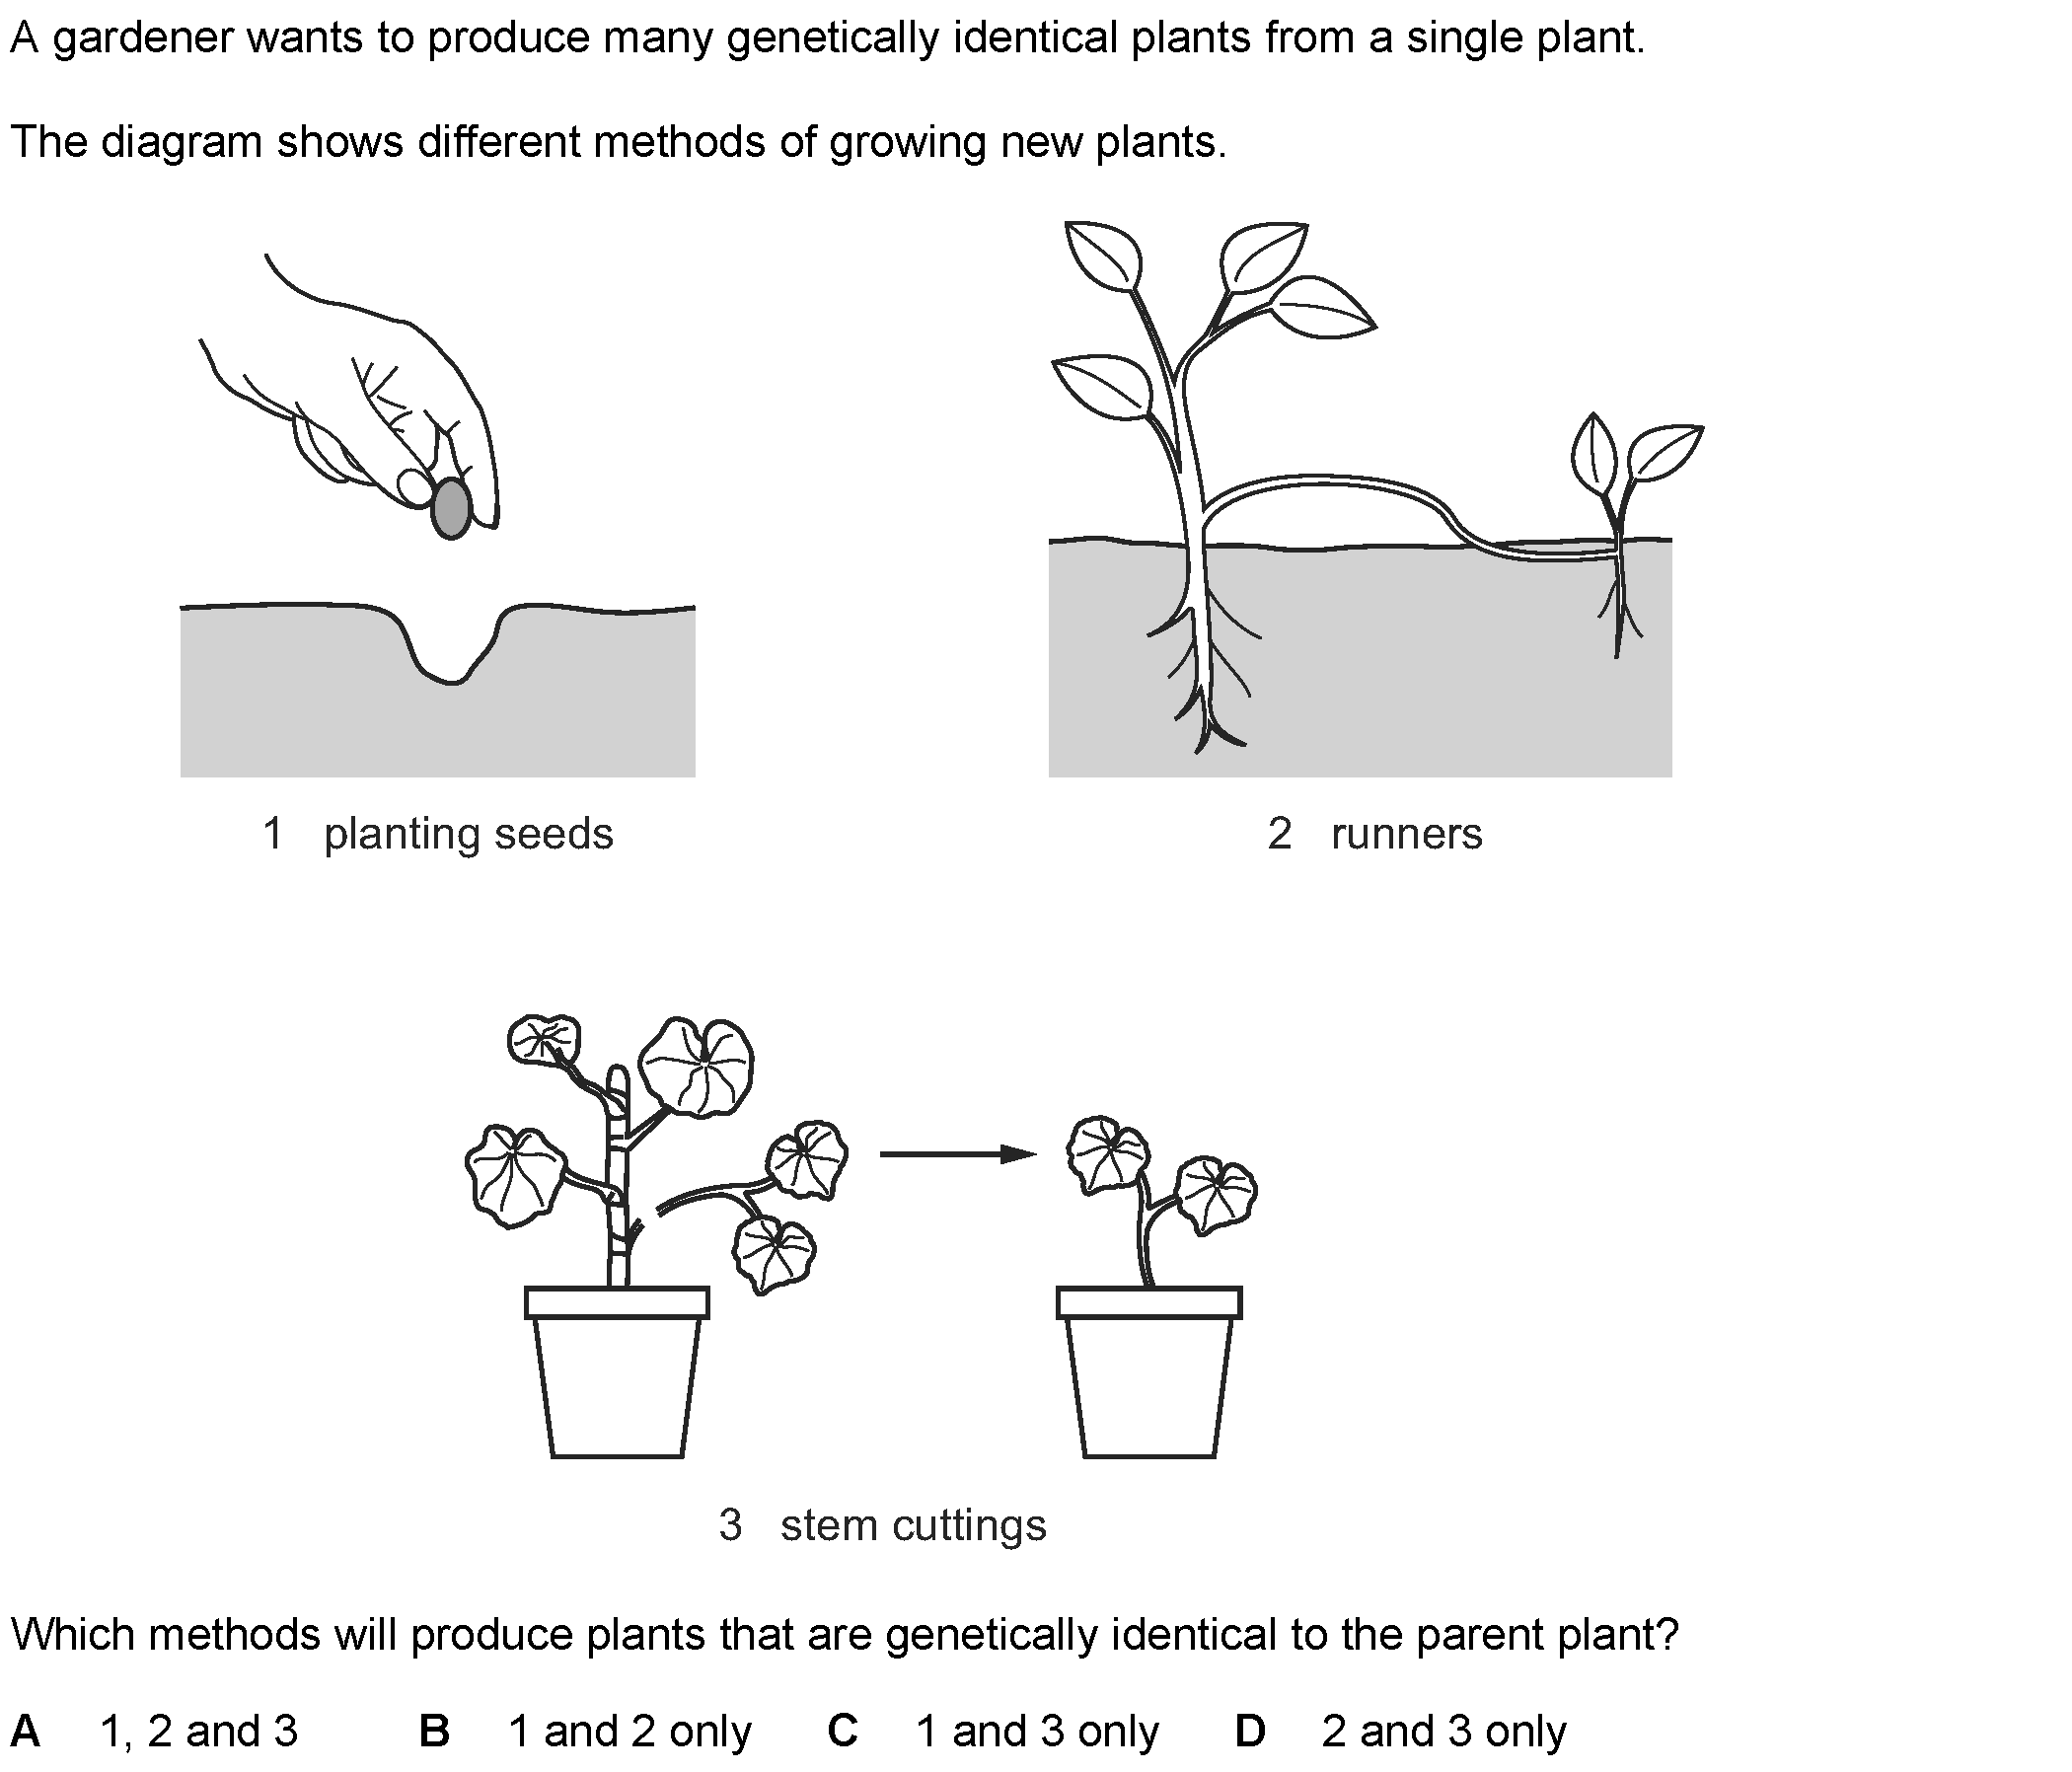 A gardener wants to produce many genetically identical plants from a single plant.
The diagram shows different methods of growing new plants.
1 planting seeds
2 runners
3 stem cuttings
Which methods will produce plants that are genetically identical to the parent plant?
A 1, 2 and 3 B 1 and 2 only C 1 and 3 only D 2 and 3 only